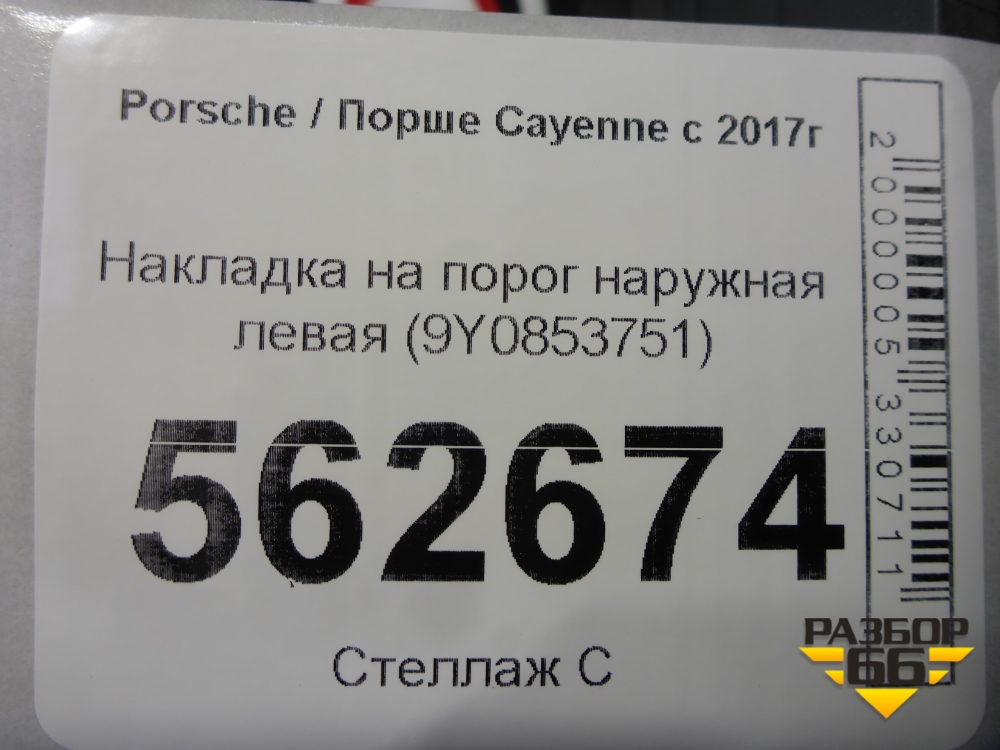 Porsche / Порше Cayenne с 2017г
Накладка на порог наружная
левая (9Y0853751)
562674
Стеллаж С
2000005330711
РАЗБОР
66